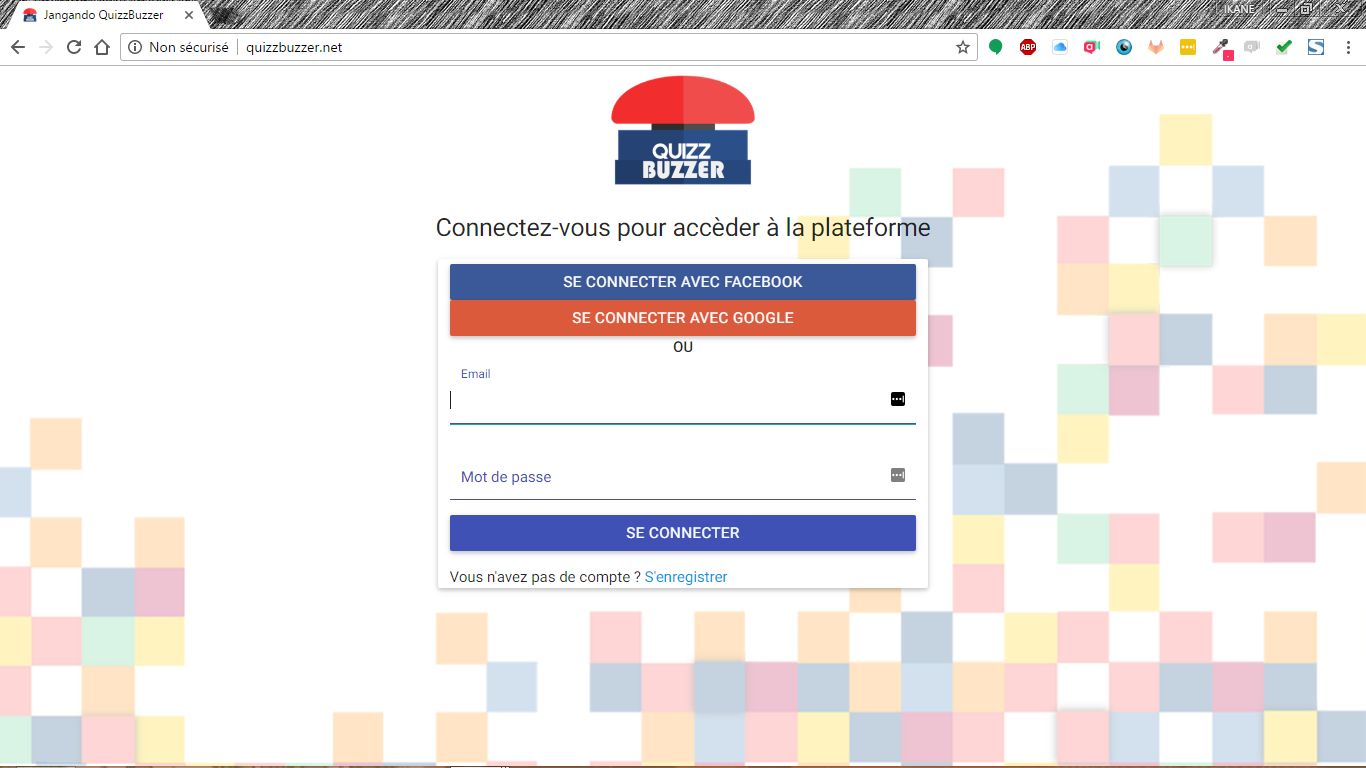 Jangando QuizzBuzzer
IKANE
Non sécurisé
quizzbuzzer.net
ABP
QUIZZ
BUZZER
Connectez-vous pour accèder à la plateforme
SE CONNECTER AVEC FACEBOOK
SE CONNECTER AVEC GOOGLE
OU
Email
Mot de passe
SE CONNECTER
Vous n'avez pas de compte ? S'enregistrer